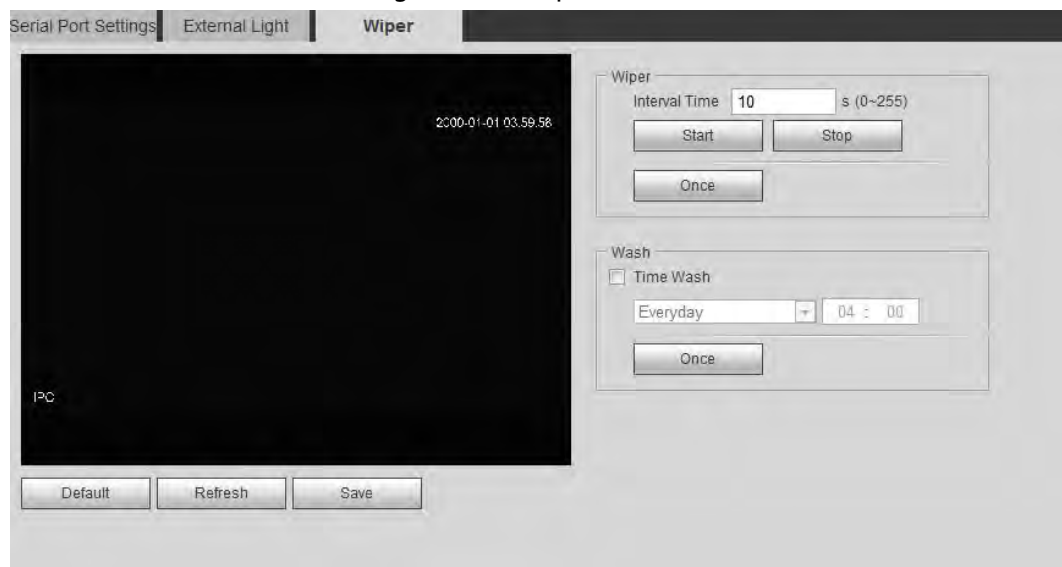 Serial Port Settings External Light Wiper
2000-01-01 03:59:58
IPC
Wiper
Interval Time 10 s (0~255)
Start Stop
Once
Wash
Time Wash
Everyday 04 : 00
Once
Default Refresh Save